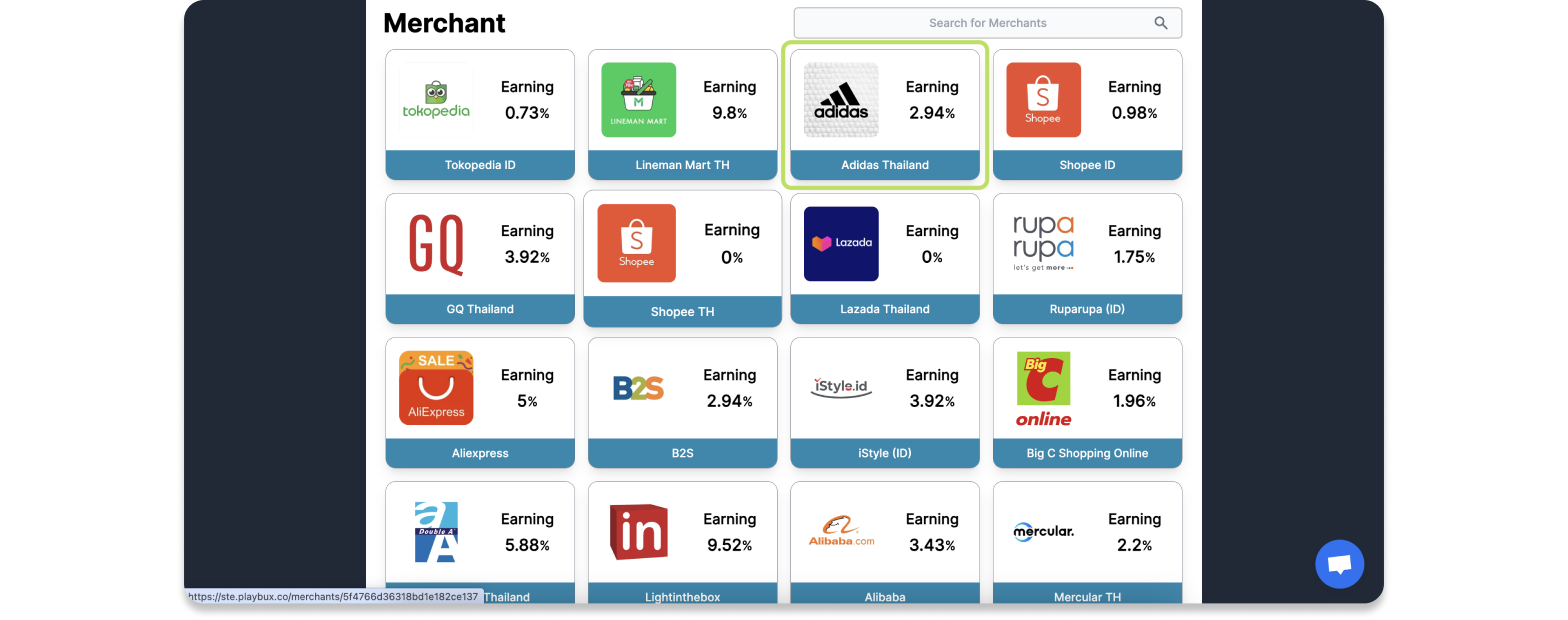 Merchant
Search for Merchants
tokopedia
Earning
0.73%
Tokopedia ID
M
LINEMAN MART
Earning
9.8%
Lineman Mart TH
adidas
Earning
2.94%
Adidas Thailand
S
Shopee
Earning
0.98%
Shopee ID
GQ
Earning
3.92%
GQ Thailand
S
Shopee
Earning
0%
Shopee TH
Lazada
Earning
0%
Lazada Thailand
rupa
rupa
let's get more
Earning
1.75%
Ruparupa (ID)
SALE
AliExpress
Earning
5%
Aliexpress
B2S
Earning
2.94%
B2S
iStyle.id
Earning
3.92%
iStyle (ID)
Big
C
online
Earning
1.96%
Big C Shopping Online
a
Double A
A
Earning
5.88%
Thailand
in
Earning
9.52%
Lightinthebox
Alibaba.com
Earning
3.43%
Alibaba
mercular.
Earning
2.2%
Mercular TH
https://ste.playbux.co/merchants/5f4766d36318bd1e182ce137